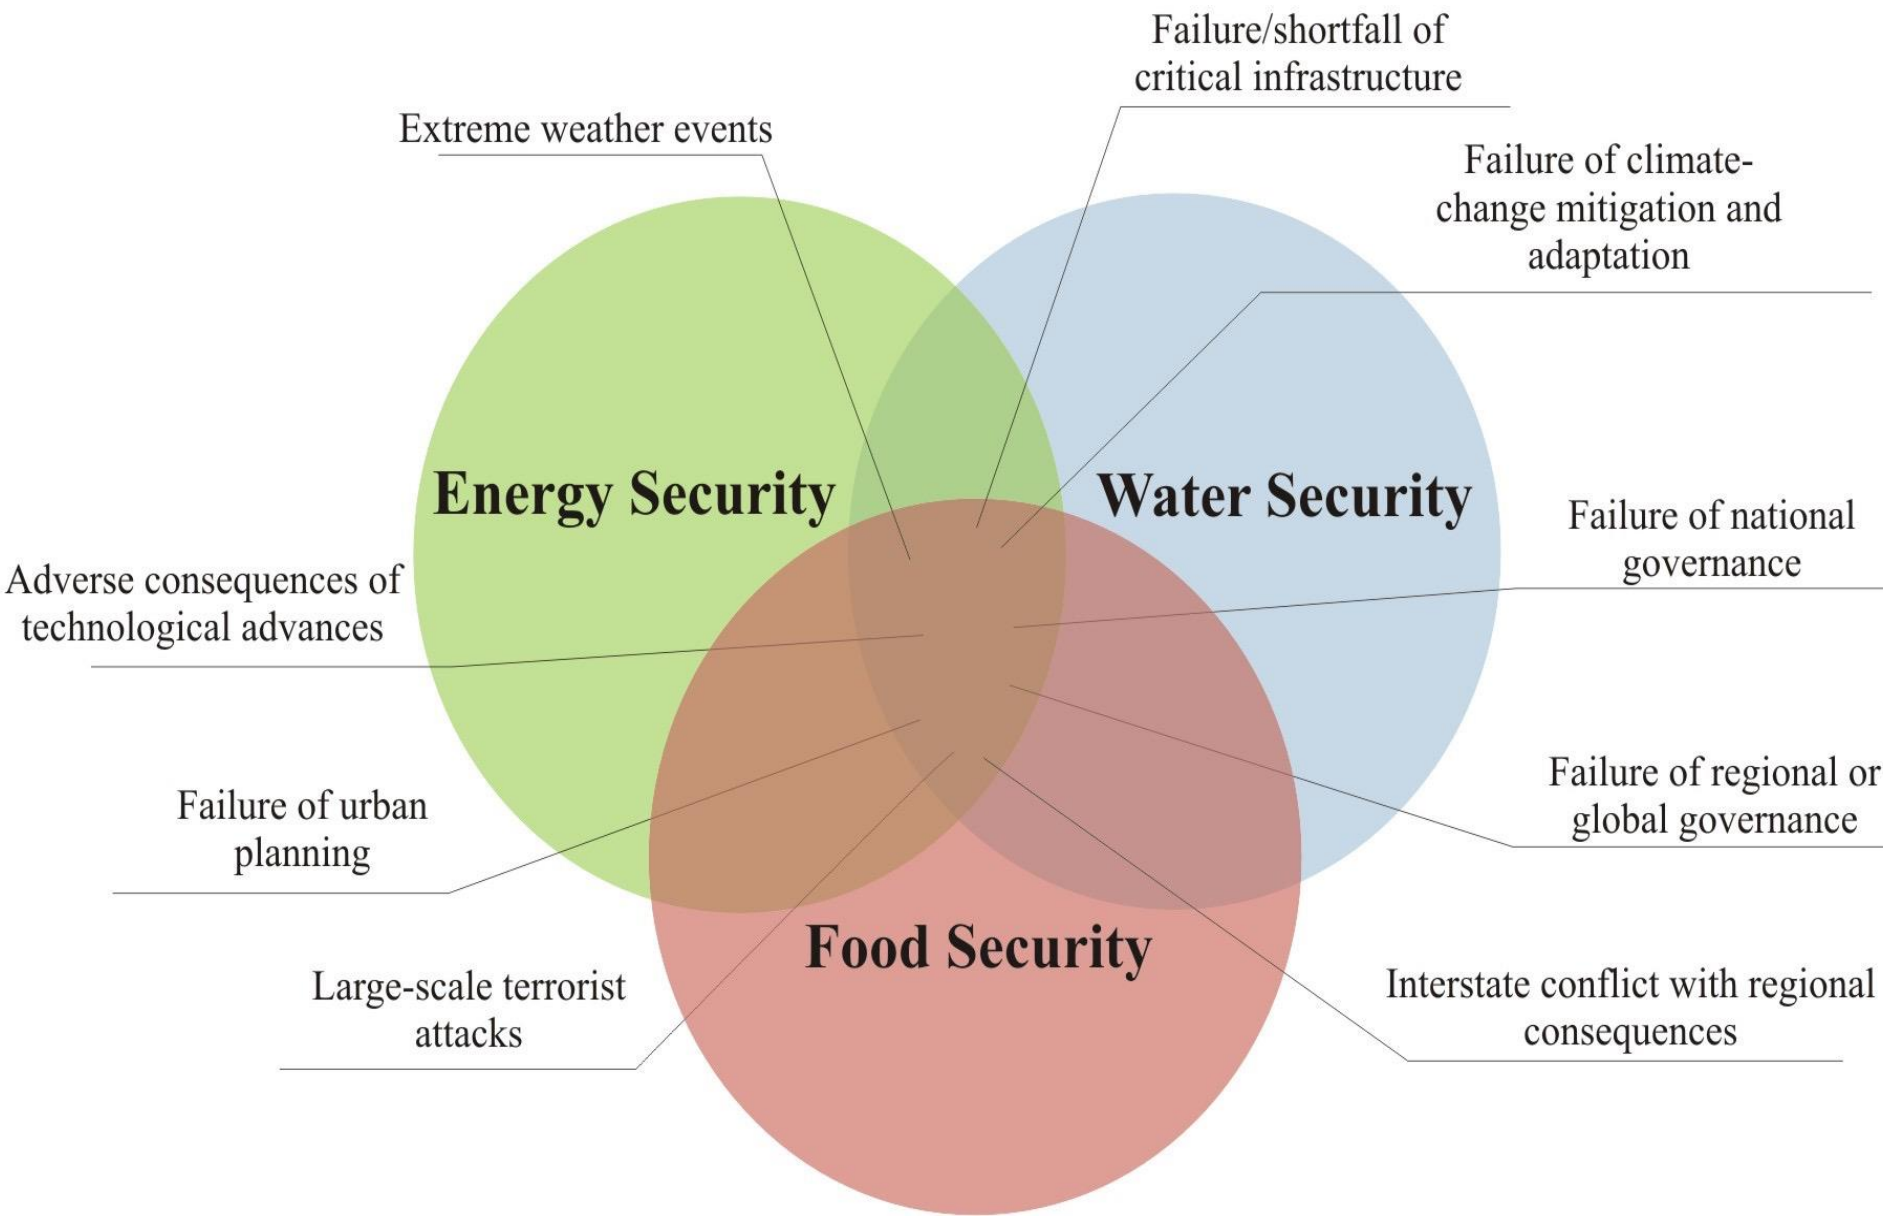 Failure/shortfall of
critical infrastructure
Extreme weather events
Failure of climate-
change mitigation and
adaptation
Energy Security
Water Security
Failure of national
governance
Adverse consequences of
technological advances
Failure of regional or
global governance
Failure of urban
planning
Food Security
Large-scale terrorist
attacks
Interstate conflict with regional
consequences